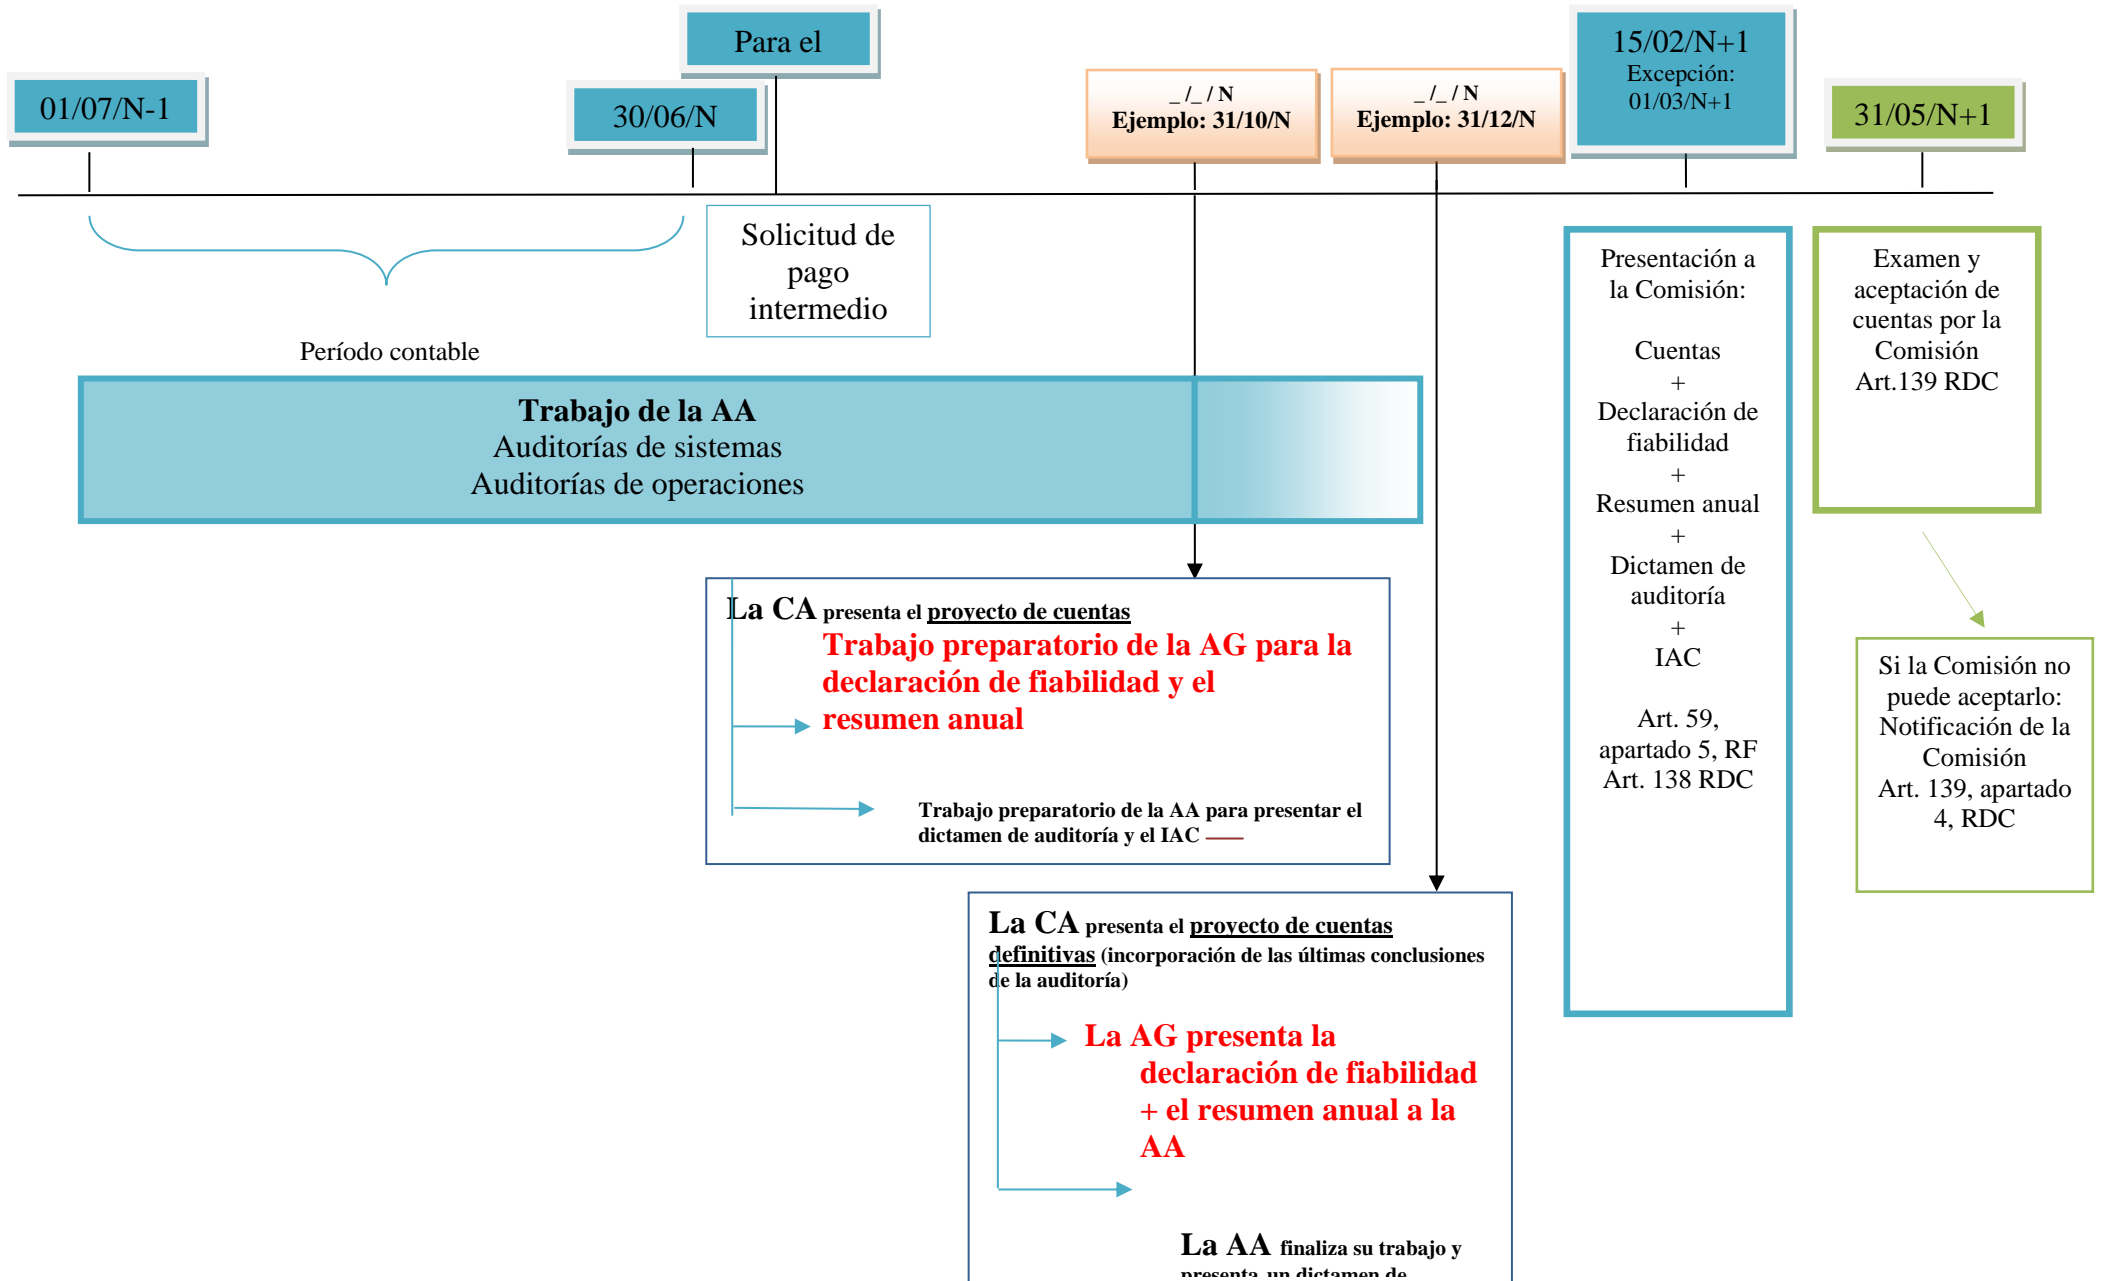 Para el
01/07/N-1
30/06/N
_ /_ / N
Ejemplo: 31/10/N
_ /_ / N
Ejemplo: 31/12/N
15/02/N+1
Excepción:
01/03/N+1
31/05/N+1
Solicitud de
pago
intermedio
Período contable
Trabajo de la AA
Auditorías de sistemas
Auditorías de operaciones
Presentación a
la Comisión:
Cuentas
+
Declaración de
fiabilidad
+
Resumen anual
+
Dictamen de
auditoría
+
IAC
Art. 59,
apartado 5, RF
Art. 138 RDC
Examen y
aceptación de
cuentas por la
Comisión
Art.139 RDC
Si la Comisión no
puede aceptarlo:
Notificación de la
Comisión
Art. 139, apartado
4, RDC
La CA presenta el proyecto de cuentas
Trabajo preparatorio de la AG para la
declaración de fiabilidad y el
resumen anual
Trabajo preparatorio de la AA para presentar el
dictamen de auditoría y el IAC
La CA presenta el proyecto de cuentas
definitivas (incorporación de las últimas conclusiones
de la auditoría)
La AG presenta la
declaración de fiabilidad
+ el resumen anual a la
AA
La AA finaliza su trabajo y
presenta un dictamen de